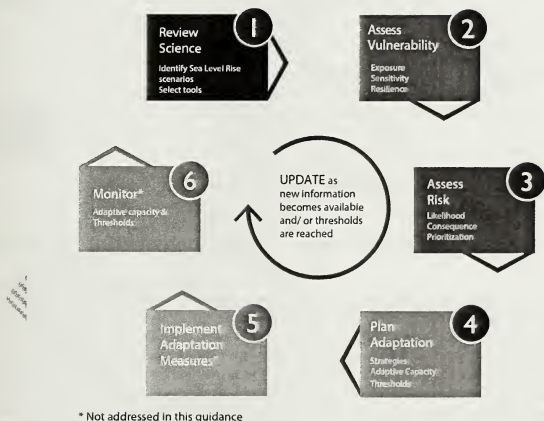 1
Review
Science
Identify Sea Level Rise
scenarios
Select tools
2
Assess
Vulnerability
Exposure
Sensitivity
Resilience
3
Assess
Risk
Likelihood
Consequence
Prioritization
4
Plan
Adaptation
Strategies
Adaptive Capacity
Thresholds
5
Implement
Adaptation
Measures*
6
Monitor*
Adaptive capacity &
Thresholds
UPDATE as
new information
becomes available
and/ or thresholds
are reached
* Not addressed in this guidance